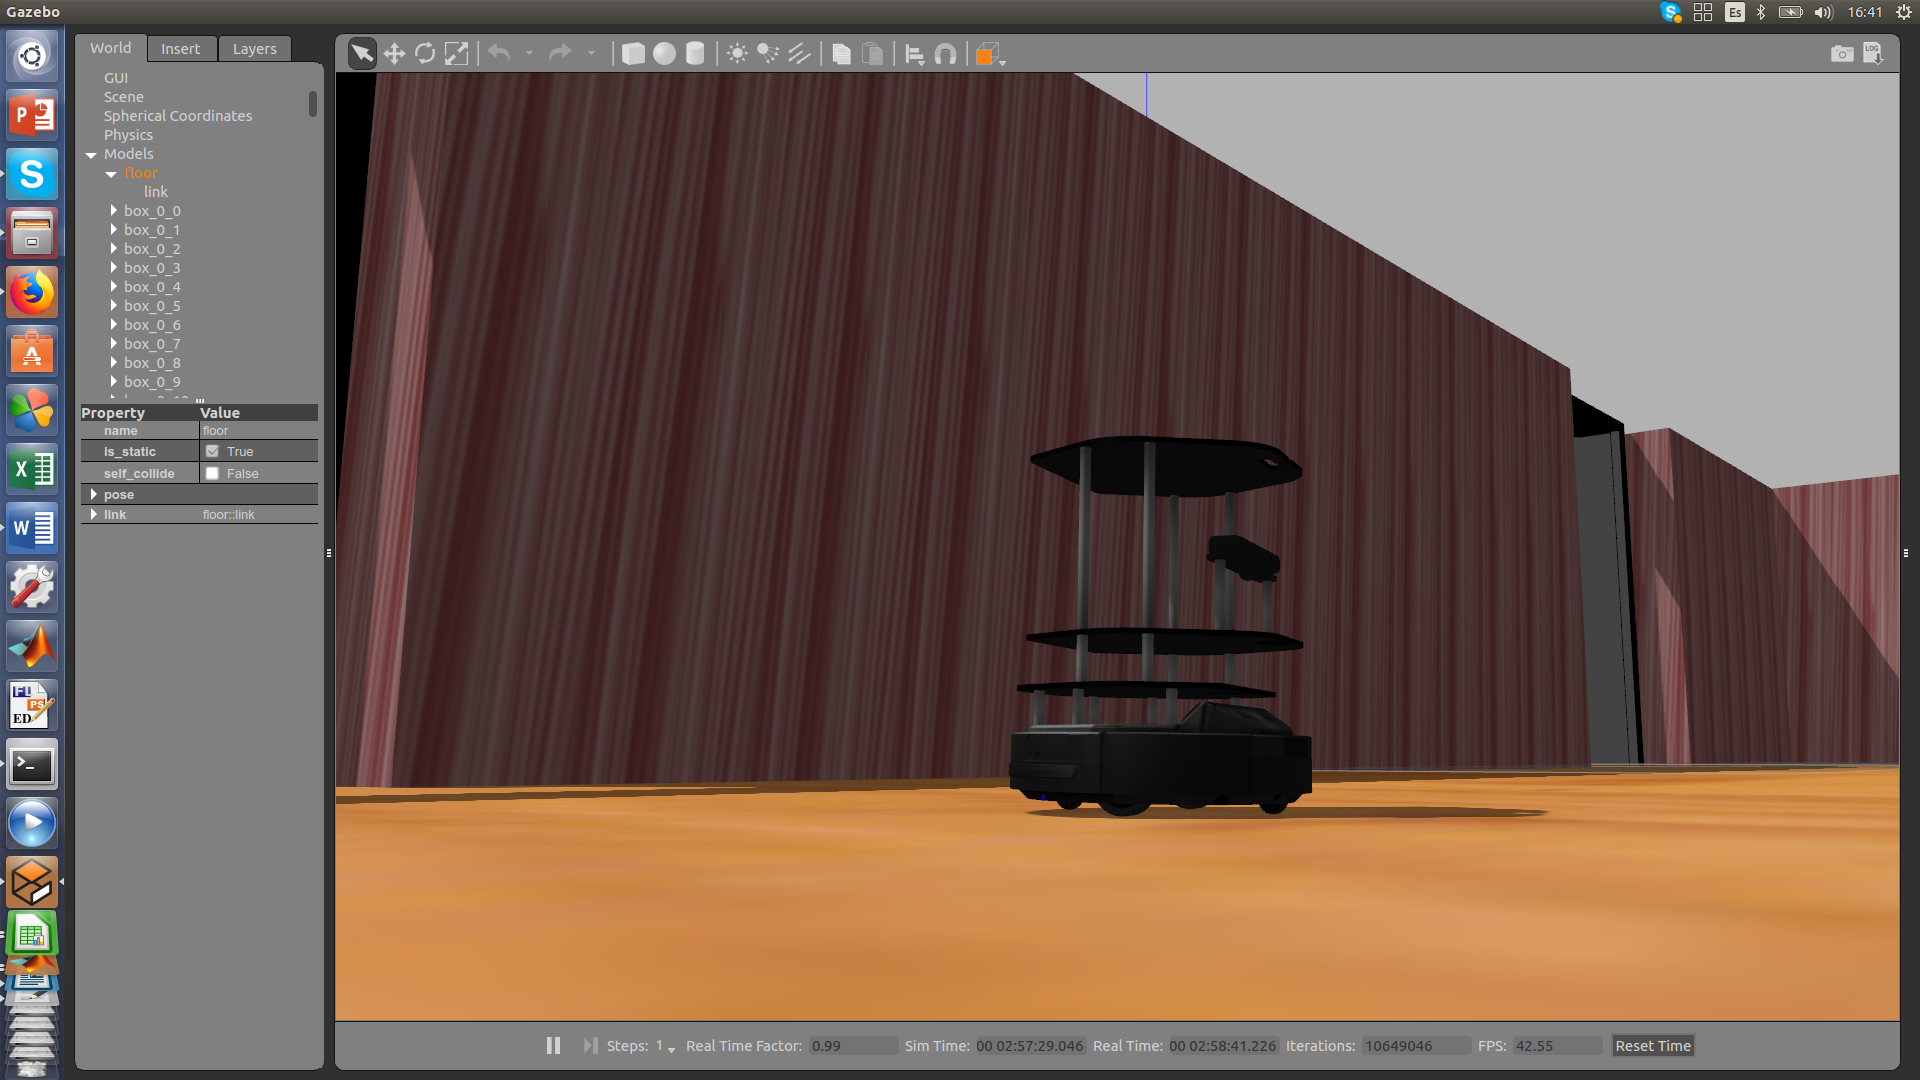 Gazebo
Es
16:41
World Insert Layers
LOG
GUI
Scene
Spherical Coordinates
Physics
Models
floor
link
box_0_0
box_0_1
box_0_2
box_0_3
box_0_4
box_0_5
box_0_6
box_0_7
box_0_8
box_0_9
Property Value
name floor
is_static True
self_collide False
pose
link floor::link
Steps: 1 Real Time Factor: 0.99 Sim Time: 00 02:57:29.046 Real Time: 00 02:58:41.226 Iterations: 10649046 FPS: 42.55 Reset Time